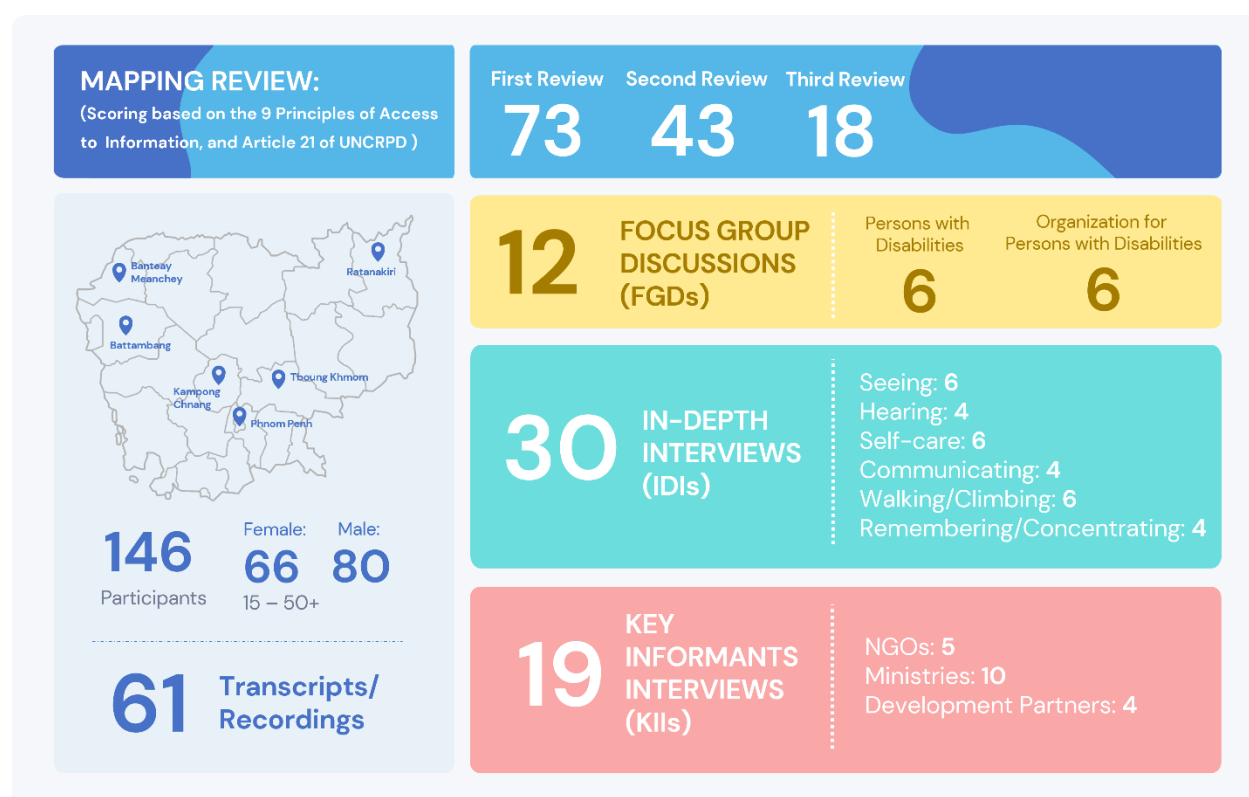 MAPPING REVIEW:
(Scoring based on the 9 Principles of Access
to Information, and Article 21 of UNCRPD )
First Review
73
Second Review
43
Third Review
18
Banteay
Meanchey
Ratanakiri
Battambang
Kampong
Chnang
Tboung Khmom
Phnom Penh
146
Participants
Female:
66
Male:
80
15 – 50+
61
Transcripts/
Recordings
12
FOCUS GROUP
DISCUSSIONS
(FGDs)
Persons with
Disabilities
6
Organization for
Persons with Disabilities
6
30
IN-DEPTH
INTERVIEWS
(IDIs)
Seeing: 6
Hearing: 4
Self-care: 6
Communicating: 4
Walking/Climbing: 6
Remembering/Concentrating: 4
19
KEY
INFORMANTS
INTERVIEWS
(KIIs)
NGOs: 5
Ministries: 10
Development Partners: 4